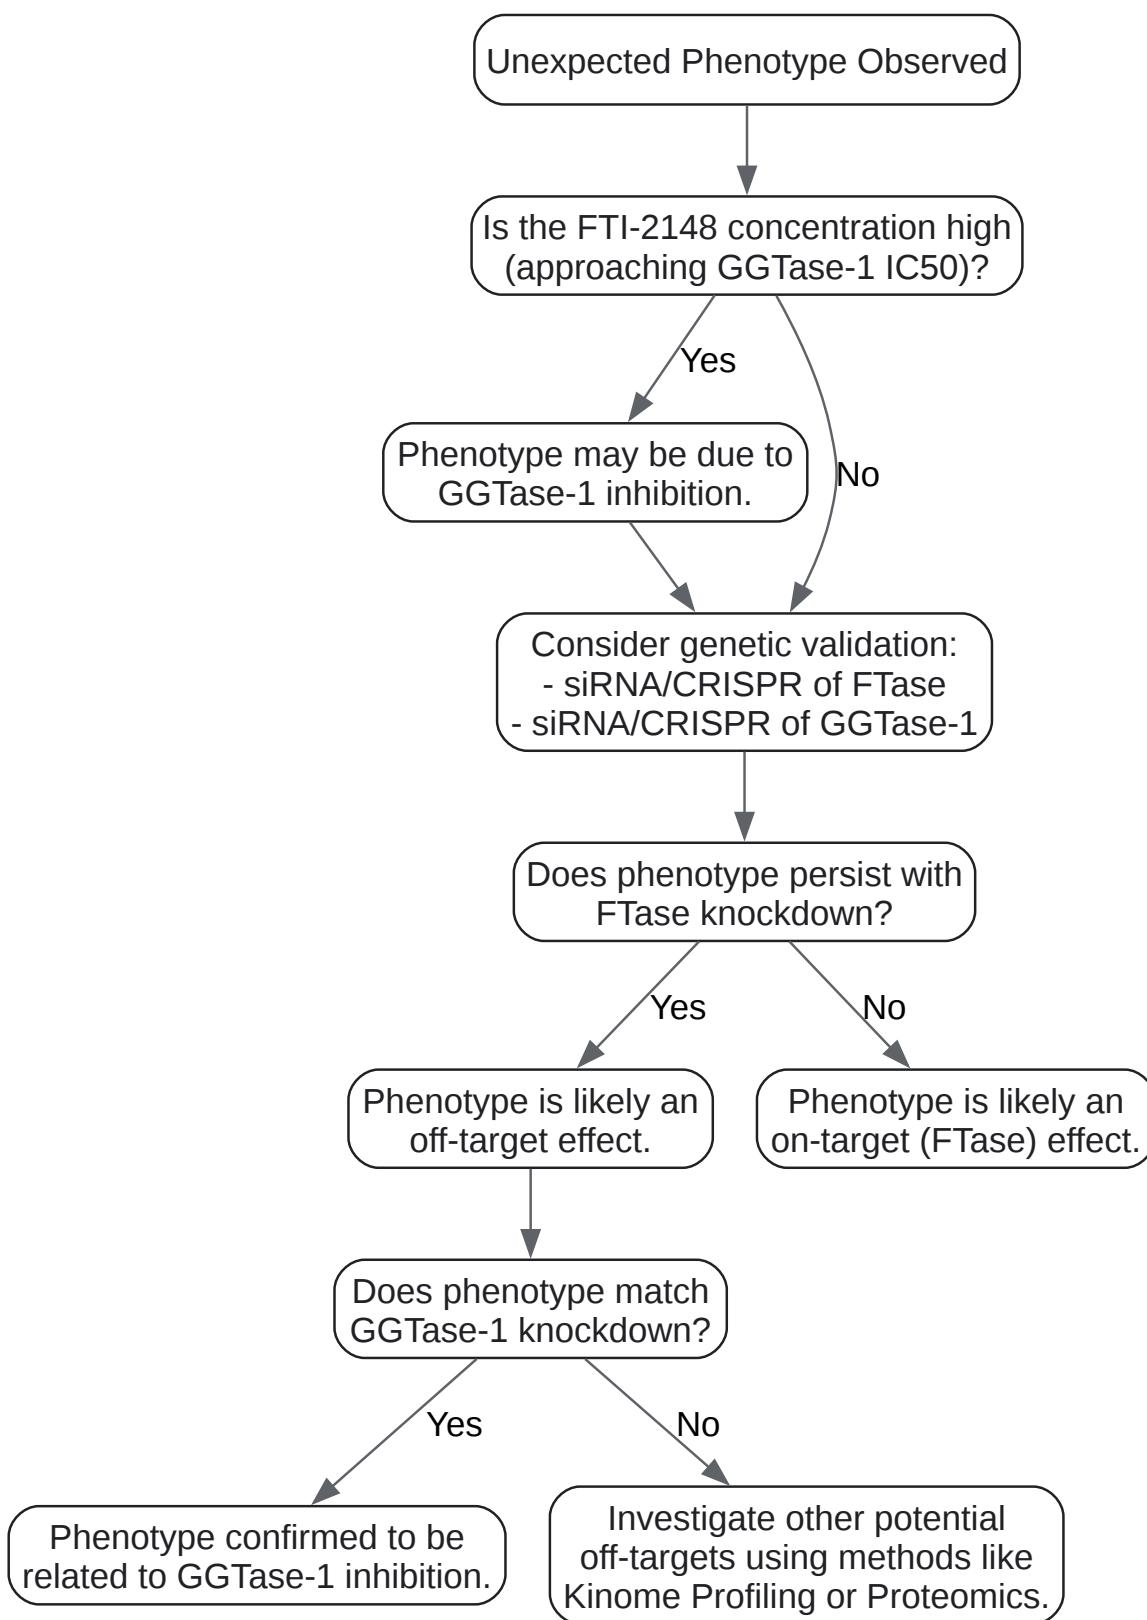 Unexpected Phenotype Observed
Is the FTI-2148 concentration high
(approaching GGTase-1 IC50)?
Yes
Phenotype may be due to
GGTase-1 inhibition.
No
Consider genetic validation:
- siRNA/CRISPR of FTase
- siRNA/CRISPR of GGTase-1
Does phenotype persist with
FTase knockdown?
Yes
No
Phenotype is likely an
off-target effect.
Phenotype is likely an
on-target (FTase) effect.
Does phenotype match
GGTase-1 knockdown?
Yes
No
Phenotype confirmed to be
related to GGTase-1 inhibition.
Investigate other potential
off-targets using methods like
Kinome Profiling or Proteomics.